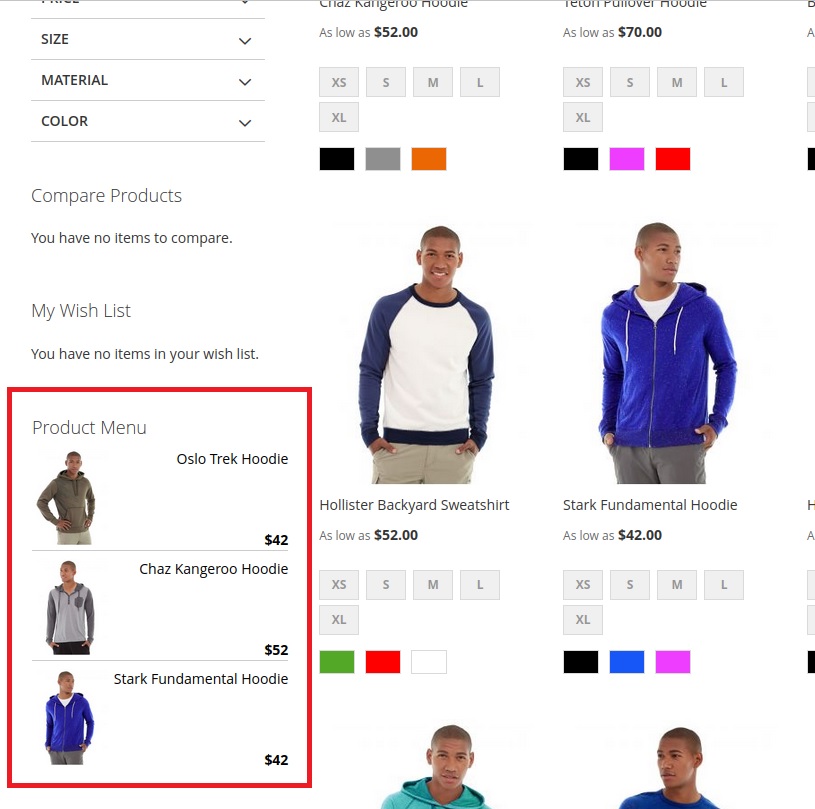 PRICE
SIZE
MATERIAL
COLOR
Compare Products
You have no items to compare.
My Wish List
You have no items in your wish list.
Product Menu
Oslo Trek Hoodie
$42
Chaz Kangeroo Hoodie
$52
Stark Fundamental Hoodie
$42
Chaz Kangeroo Hoodie
As low as $52.00
XS S M L
XL
Teton Pullover Hoodie
As low as $70.00
XS S M L
XL
Hollister Backyard Sweatshirt
As low as $52.00
XS S M L
XL
Stark Fundamental Hoodie
As low as $42.00
XS S M L
XL